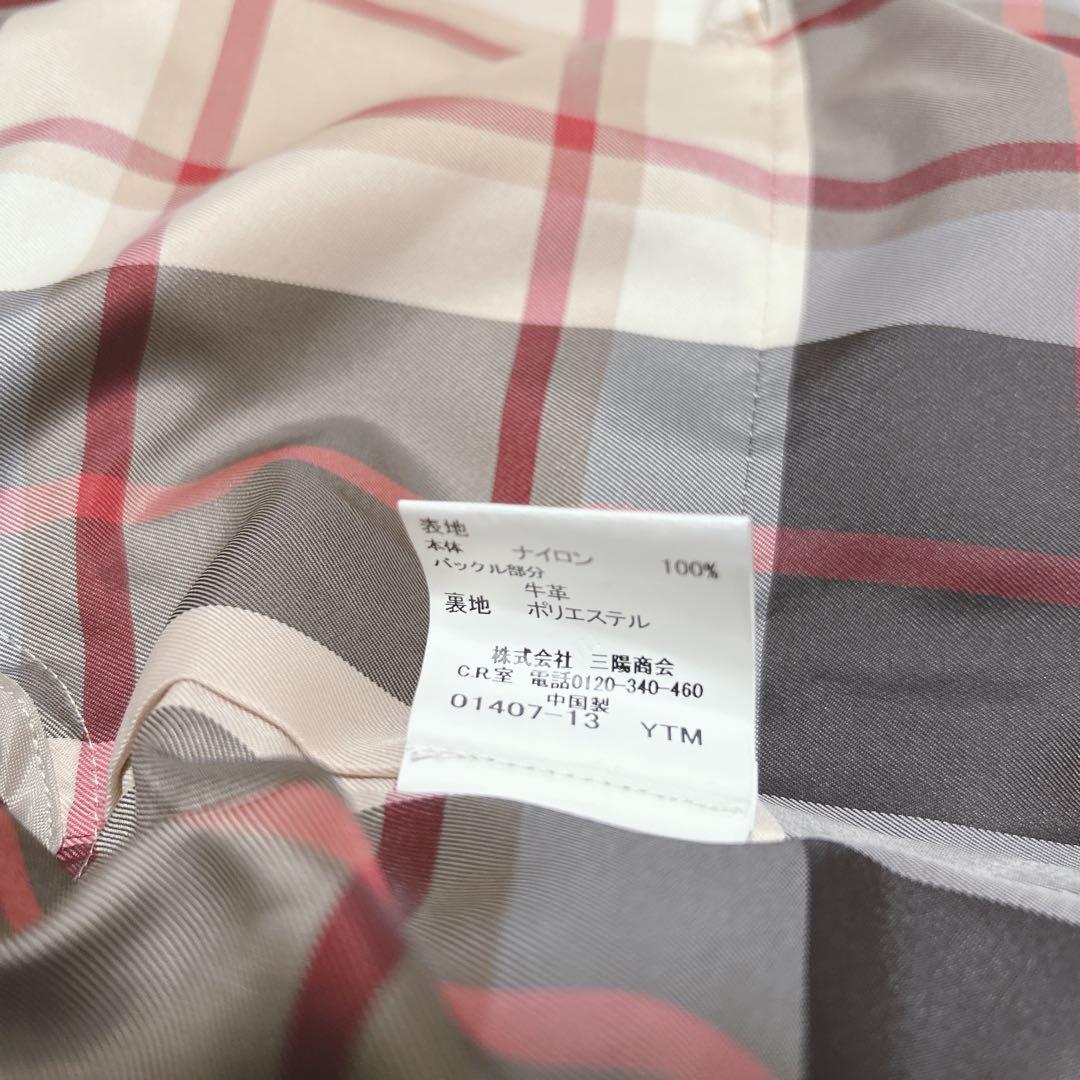 表地
本体 ナイロン 100%
バックル部分
牛革
裏地 ポリエステル
株式会社 三陽商会
C.R.室 電話0120-340-460
中国製
01407-13 YTM